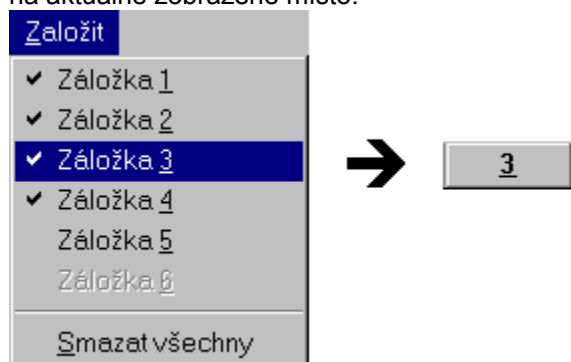 na aktuálně zobrazené místo.
Založit
✔ Záložka 1
✔ Záložka 2
✔ Záložka 3 ➔ 3
✔ Záložka 4
Záložka 5
Záložka 6
Smazat všechny